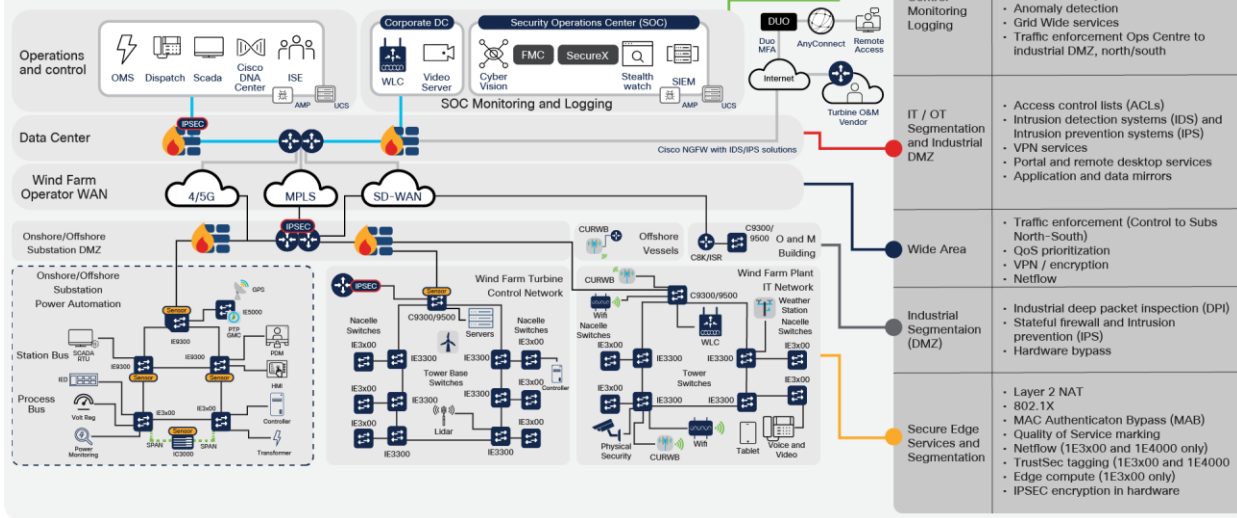 Operations
and control
OMS
Dispatch
Scada
Cisco
DNA
Center
ISE
AMP
UCS
Corporate DC
WLC
Video
Server
Security Operations Center (SOC)
Cyber
Vision
FMC
SecureX
Stealth
watch
SIEM
AMP
UCS
SOC Monitoring and Logging
DUO
Duo
MFA
AnyConnect
Remote
Access
Internet
Turbine O&M
Vendor
Monitoring
Logging
• Anomaly detection
• Grid Wide services
• Traffic enforcement Ops Centre to
industrial DMZ, north/south
Data Center
IPSEC
Cisco NGFW with IDS/IPS solutions
IT / OT
Segmentation
and Industrial
DMZ
• Access control lists (ACLs)
• Intrusion detection systems (IDS) and
Intrusion prevention systems (IPS)
• VPN services
• Portal and remote desktop services
• Application and data mirrors
Wind Farm
Operator WAN
4/5G
MPLS
SD-WAN
Wide Area
• Traffic enforcement (Control to Subs
North-South)
• QoS prioritization
• VPN / encryption
• Netflow
Onshore/Offshore
Substation DMZ
IPSEC
CURWB
Offshore
Vessels
C8K/ISR
C9300/
9500
O and M
Building
Industrial
Segmentaion
(DMZ)
• Industrial deep packet inspection (DPI)
• Stateful firewall and Intrusion
prevention (IPS)
• Hardware bypass
Onshore/Offshore
Substation
Power Automation
GPS
Sensor
IE5000
PTP
GMC
IE9300
Station Bus
SCADA
RTU
IE9300
IE9300
PDM
Sensor
Sensor
HMI
IED
Process
Bus
Volt Reg
IE3x00
IE3x00
Controller
Power
Monitoring
SPAN
Sensor
IC3000
SPAN
Transformer
IPSEC
Wind Farm Turbine
Control Network
Sensor
C9300/9500
Servers
Nacelle
Switches
Nacelle
Switches
IE3x00
IE3300
IE3300
IE3x00
Tower Base
Switches
IE3x00
IE3x00
Controller
IE3x00
IE3300
Lidar
IE3x00
IE3300
IE3300
Wind Farm Plant
IT Network
CURWB
Wifi
C9300/9500
Weather
Station
Nacelle
Switches
Nacelle
Switches
WLC
IE3x00
IE3300
IE3300
IE3x00
Tower
Switches
IE3x00
IE3300
IE3300
IE3x00
Physical
Security
CURWB
Wifi
Tablet
Voice and
Video
Secure Edge
Services and
Segmentation
• Layer 2 NAT
• 802.1X
• MAC Authenticaton Bypass (MAB)
• Quality of Service marking
• Netflow (1E3x00 and 1E4000 only)
• TrustSec tagging (1E3x00 and 1E4000
• Edge compute (1E3x00 only)
• IPSEC encryption in hardware